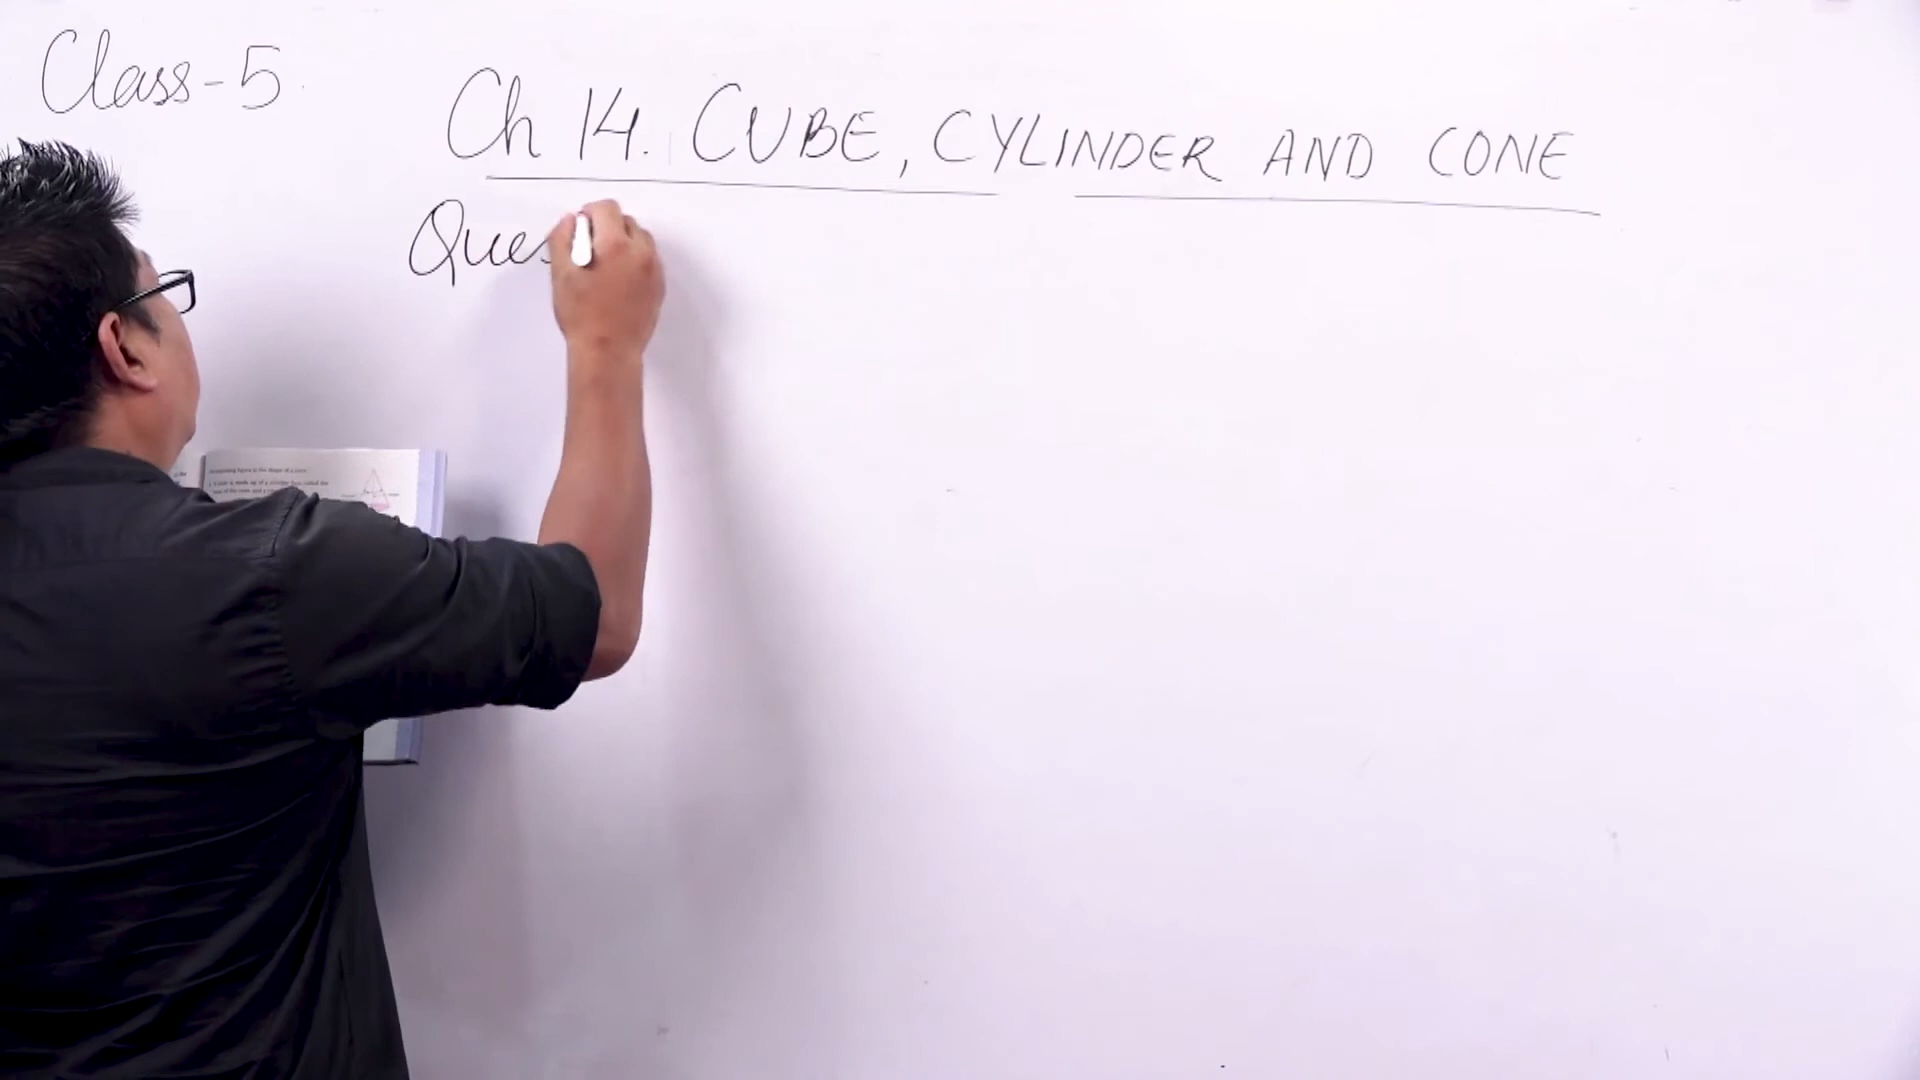 Class-5
Ch 14. CUBE, CYLINDER AND CONE
Ques